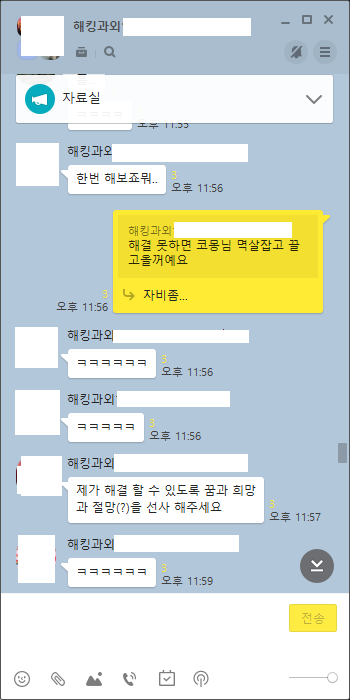 해킹과외
자료실
오후 11:55
해킹과외
한번 해보죠뭐..
3
오후 11:56
해킹과외
해결 못하면 코몽님 멱살잡고 끌
고올꺼예요
자비좀...
3
오후 11:56
해킹과외
ㅋㅋㅋㅋㅋㅋ
3
오후 11:56
해킹과외
ㅋㅋㅋㅋㅋ
3
오후 11:56
해킹과외
제가 해결 할 수 있도록 꿈과 희망
과 절망(?)을 선사 해주세요
3
오후 11:57
해킹과외
ㅋㅋㅋㅋㅋㅋ
3
오후 11:59
전송